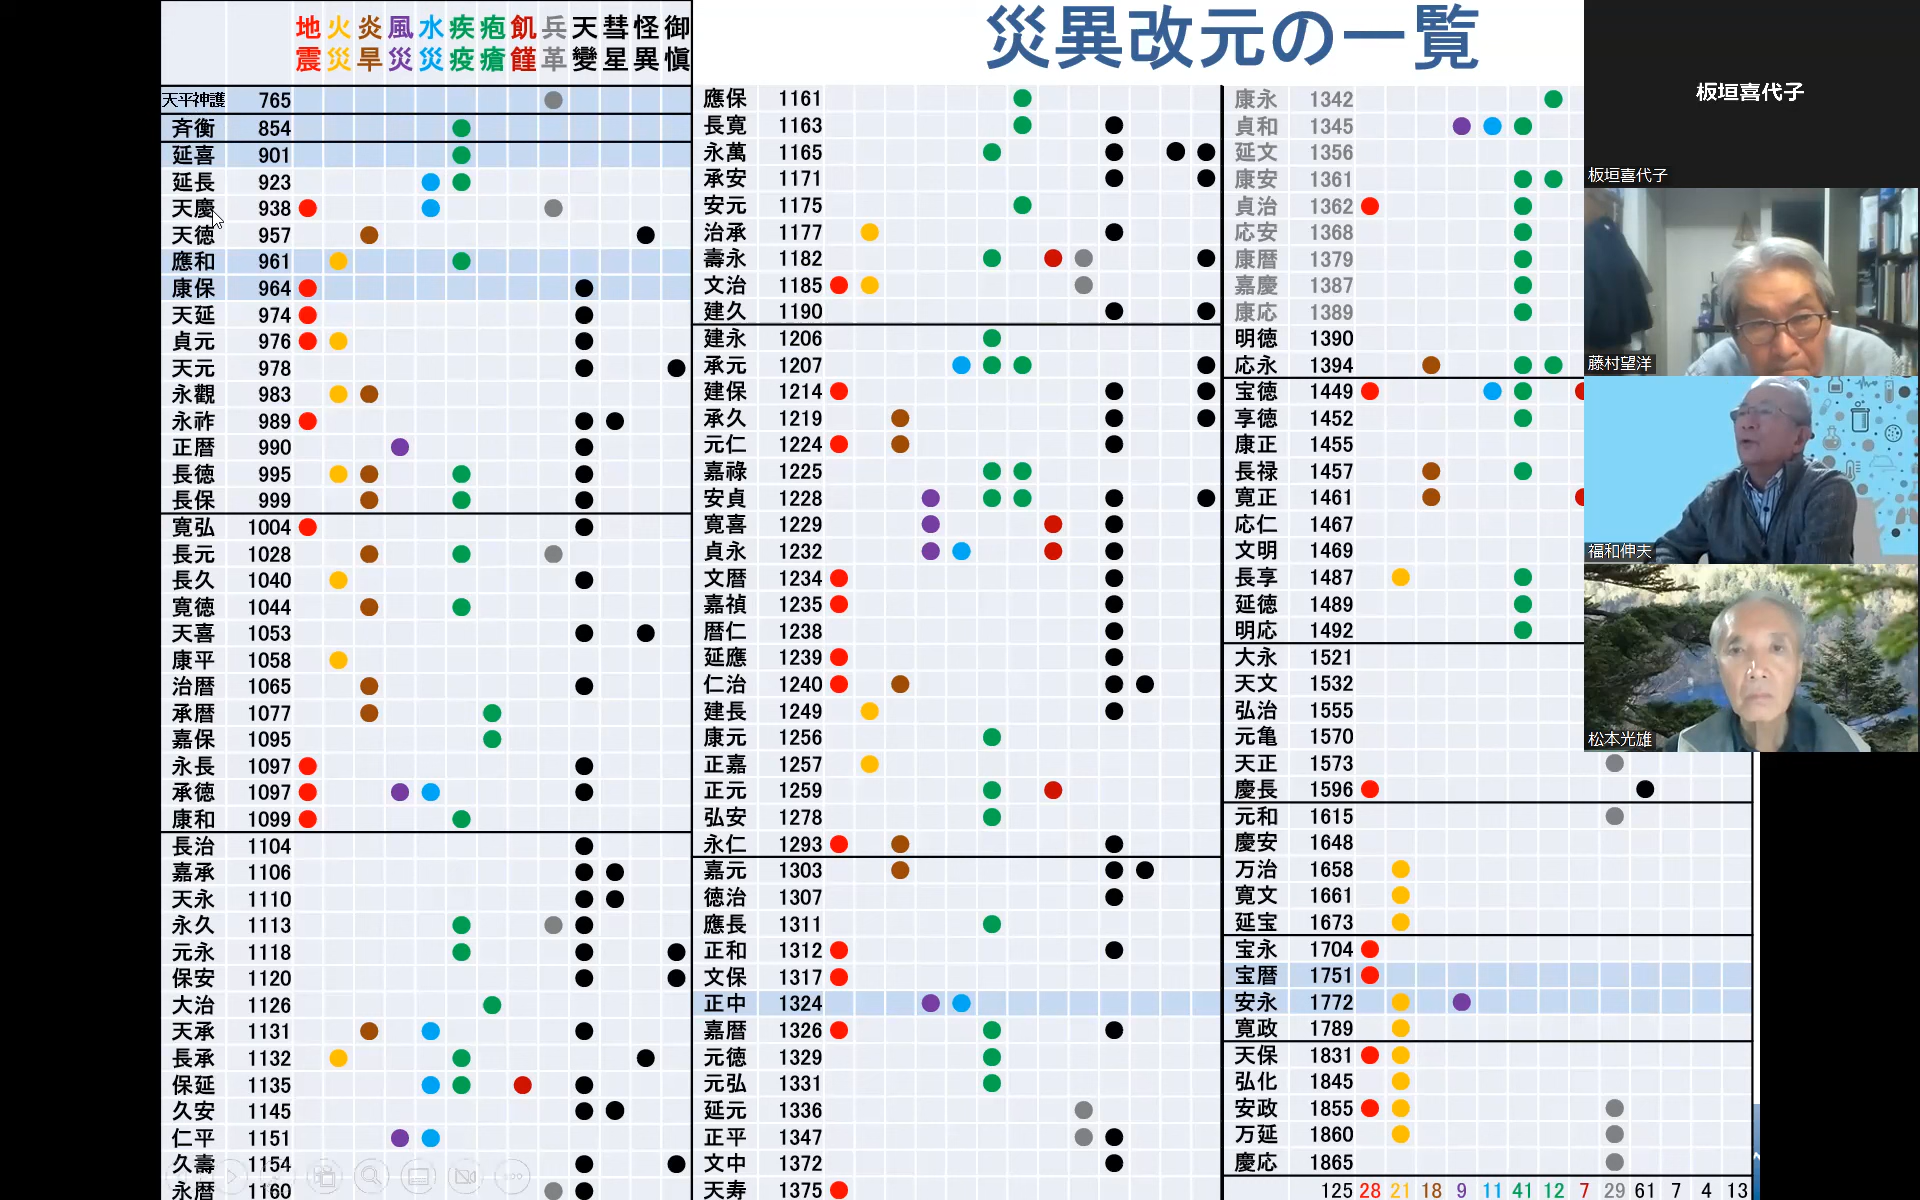 災異改元の一覧
地震 火災 炎旱 風災 水災 疾疫 疱瘡 飢饉 兵革 天變 彗星 怪異 御愼
天平神護 765
斉衡 854
延喜 901
延長 923
天慶 938
天徳 957
應和 961
康保 964
天延 974
貞元 976
天元 978
永觀 983
永祚 989
正暦 990
長徳 995
長保 999
寛弘 1004
長元 1028
長久 1040
寛徳 1044
天喜 1053
康平 1058
治暦 1065
承暦 1077
嘉保 1095
永長 1097
承徳 1097
康和 1099
長治 1104
嘉承 1106
天永 1110
永久 1113
元永 1118
保安 1120
大治 1126
天承 1131
長承 1132
保延 1135
久安 1145
仁平 1151
久壽 1154
永暦 1160
應保 1161
長寛 1163
永萬 1165
承安 1171
安元 1175
治承 1177
壽永 1182
文治 1185
建久 1190
建永 1206
承元 1207
建保 1214
承久 1219
元仁 1224
嘉祿 1225
安貞 1228
寛喜 1229
貞永 1232
文暦 1234
嘉禎 1235
暦仁 1238
延應 1239
仁治 1240
建長 1249
康元 1256
正嘉 1257
正元 1259
弘安 1278
永仁 1293
嘉元 1303
徳治 1307
應長 1311
正和 1312
文保 1317
正中 1324
嘉暦 1326
元徳 1329
元弘 1331
延元 1336
正平 1347
文中 1372
天寿 1375
康永 1342
貞和 1345
延文 1356
康安 1361
貞治 1362
応安 1368
康暦 1379
嘉慶 1387
康応 1389
明徳 1390
応永 1394
宝徳 1449
享徳 1452
康正 1455
長禄 1457
寛正 1461
応仁 1467
文明 1469
長享 1487
延徳 1489
明応 1492
大永 1521
天文 1532
弘治 1555
元亀 1570
天正 1573
慶長 1596
元和 1615
慶安 1648
万治 1658
寛文 1661
延宝 1673
宝永 1704
宝暦 1751
安永 1772
寛政 1789
天保 1831
弘化 1845
安政 1855
万延 1860
慶応 1865
125 28 21 18 9 11 41 12 7 29 61 7 4 13
板垣喜代子
板垣喜代子
藤村望洋
福和伸夫
松本光雄